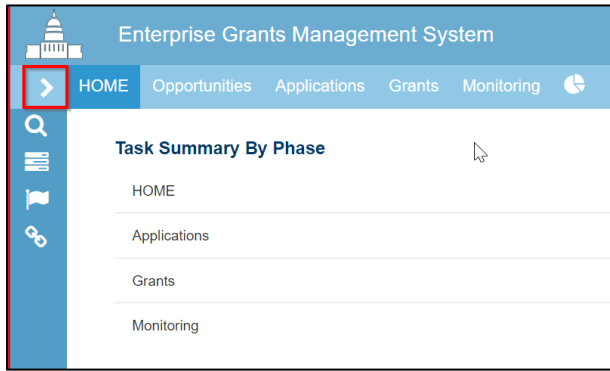 Enterprise Grants Management System
HOME Opportunities Applications Grants Monitoring
Task Summary By Phase
HOME
Applications
Grants
Monitoring